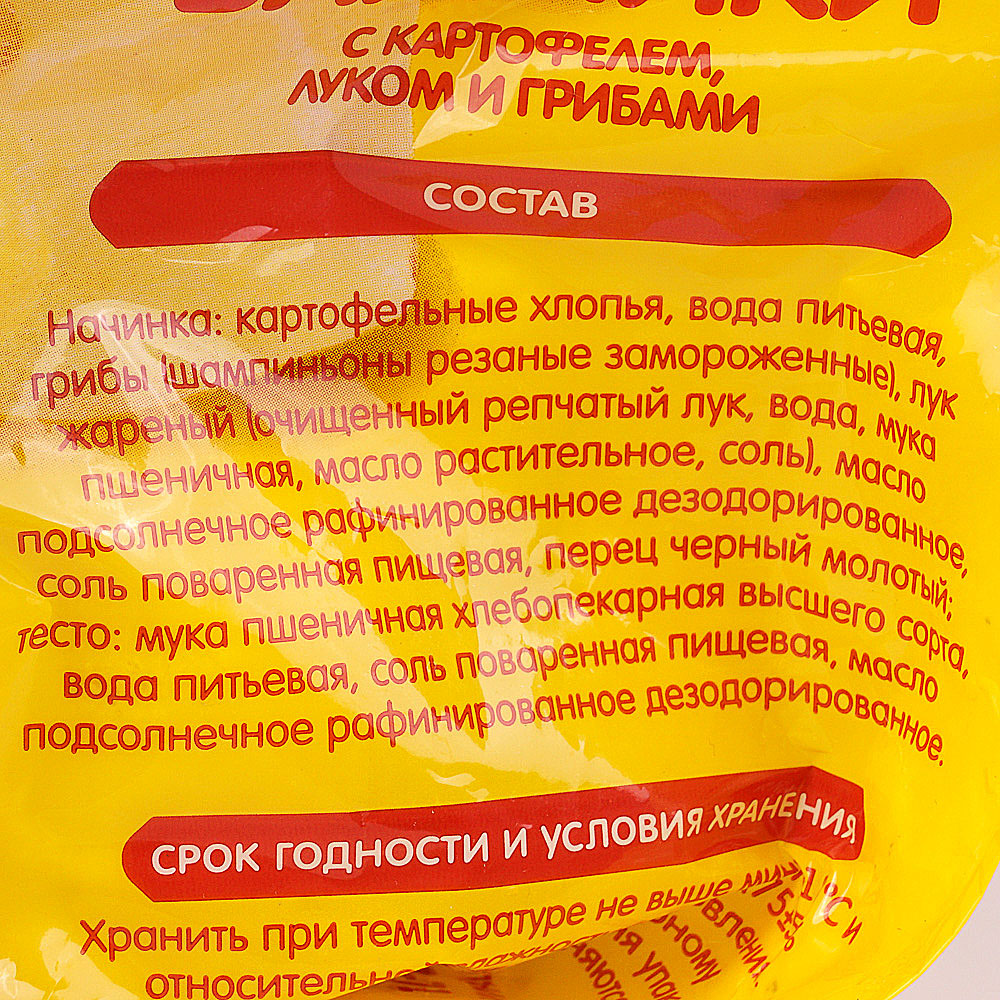 С КАРТОФЕЛЕМ,
ЛУКОМ И ГРИБАМИ
СОСТАВ
Начинка: картофельные хлопья, вода питьевая,
грибы (шампиньоны резаные замороженные), лук
жареный (очищенный репчатый лук, вода, мука
пшеничная, масло растительное, соль), масло
подсолнечное рафинированное дезодорированное,
соль поваренная пищевая, перец черный молотый;
тесто: мука пшеничная хлебопекарная высшего сорта,
вода питьевая, соль поваренная пищевая, масло
подсолнечное рафинированное дезодорированное.
СРОК ГОДНОСТИ И УСЛОВИЯ ХРАНЕНИЯ
Хранить при температуре не выше